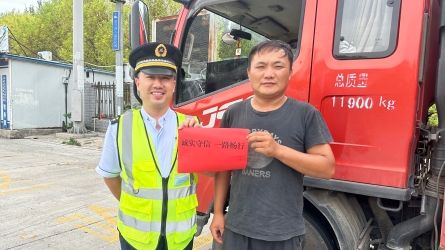 总质量
11900 kg
诚实守信 一路畅行